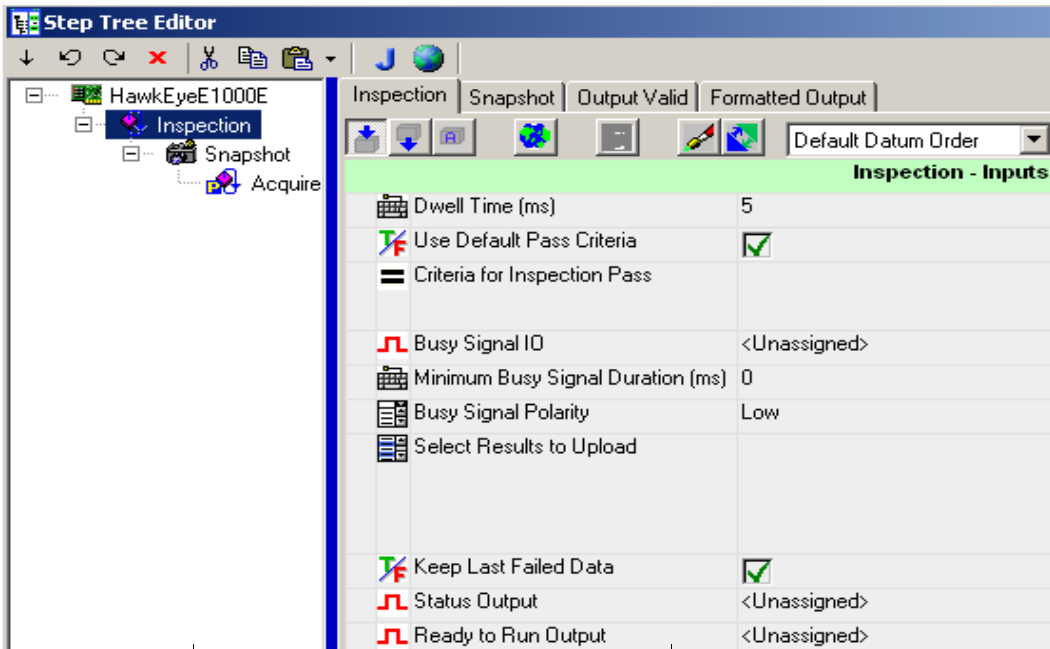 Step Tree Editor
HawkEyeE1000E
Inspection
Snapshot
Acquire
Inspection Snapshot Output Valid Formatted Output
Default Datum Order
Inspection - Inputs
Dwell Time (ms) 5
Use Default Pass Criteria
Criteria for Inspection Pass
Busy Signal IO <Unassigned>
Minimum Busy Signal Duration (ms) 0
Busy Signal Polarity Low
Select Results to Upload
Keep Last Failed Data
Status Output <Unassigned>
Ready to Run Output <Unassigned>